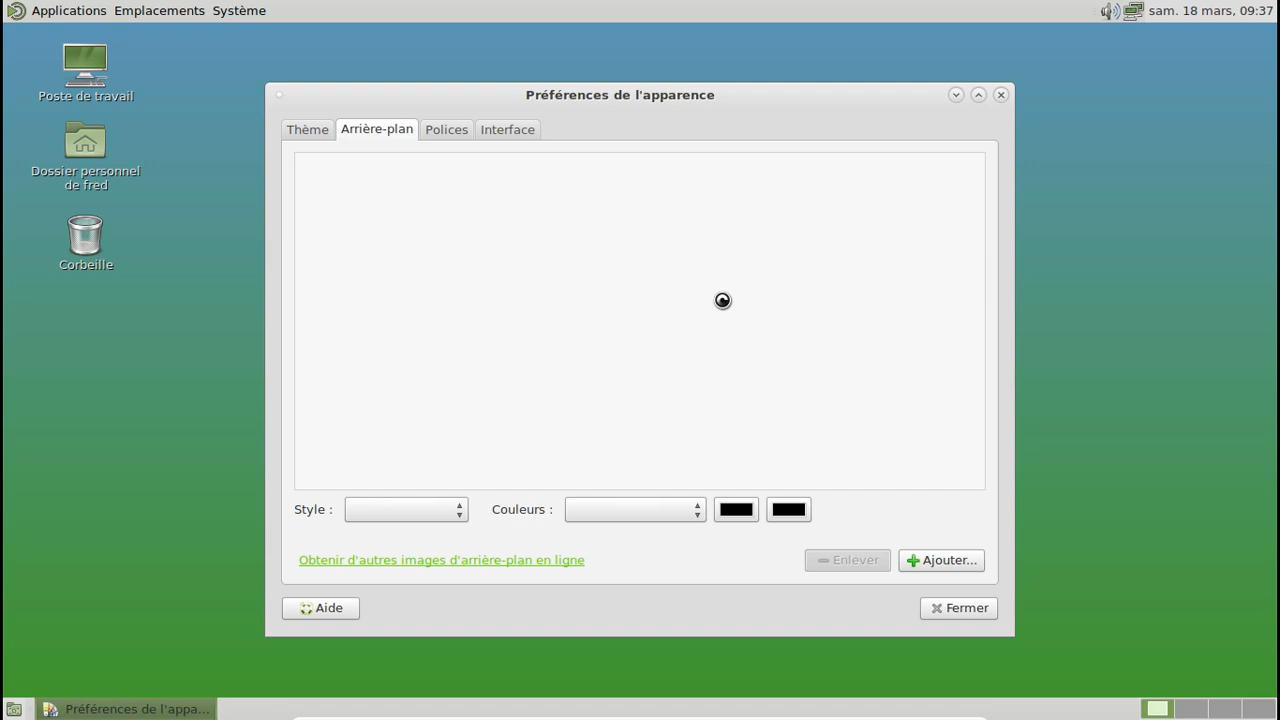 Applications Emplacements Système
sam. 18 mars, 09:37
Poste de travail
Dossier personnel
de fred
Corbeille
Préférences de l'apparence
Thème Arrière-plan Polices Interface
Style : Couleurs :
Obtenir d'autres images d'arrière-plan en ligne
Enlever Ajouter...
Aide Fermer
Préférences de l'appa...